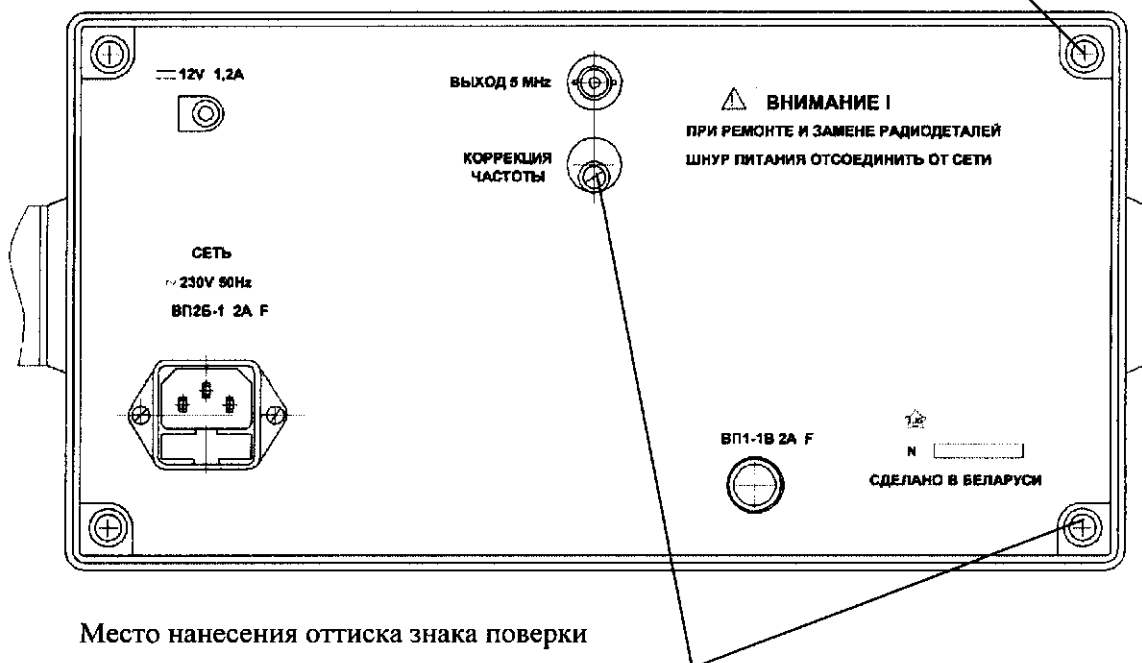 12V 1,2A
ВЫХОД 5 MHz
КОРРЕКЦИЯ
ЧАСТОТЫ
ВНИМАНИЕ !
ПРИ РЕМОНТЕ И ЗАМЕНЕ РАДИОДЕТАЛЕЙ
ШНУР ПИТАНИЯ ОТСОЕДИНИТЬ ОТ СЕТИ
СЕТЬ
~ 230V 50Hz
ВП2Б-1 2А F
ВП1-1В 2А F
N
СДЕЛАНО В БЕЛАРУСИ
Место нанесения оттиска знака поверки